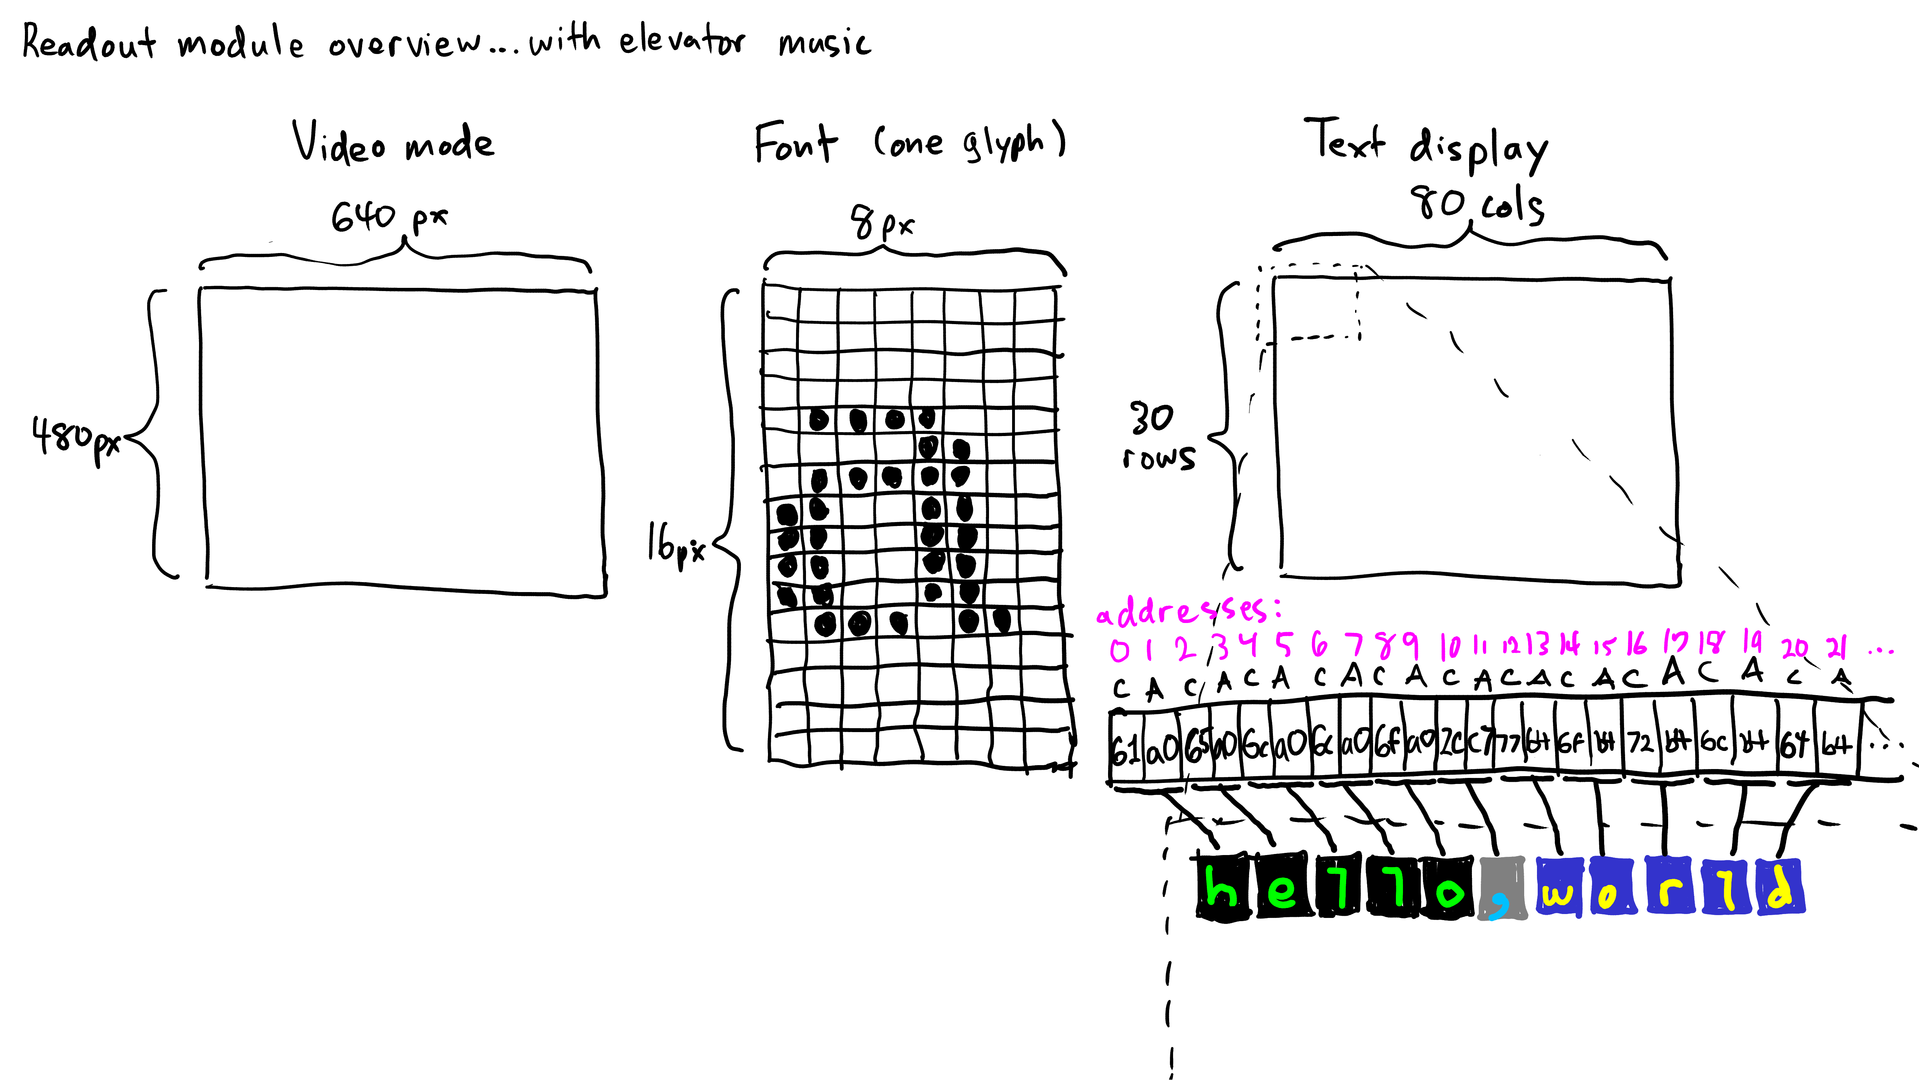 Readout module overview...with elevator music
Video mode
640 px
480px
Font (one glyph)
8px
16px
Text display
80 cols
30
rows
addresses:
0 1 2 3 4 5 6 7 8 9 10 11 12 13 14 15 16 17 18 19 20 21 ...
C A C A C A C A C A C A C A C A C A C A C A
61 a0 65 a0 6c a0 6c a0 6f a0 2c c7 77 b4 6f b4 72 b4 6c b4 64 b4 ...
hello, world